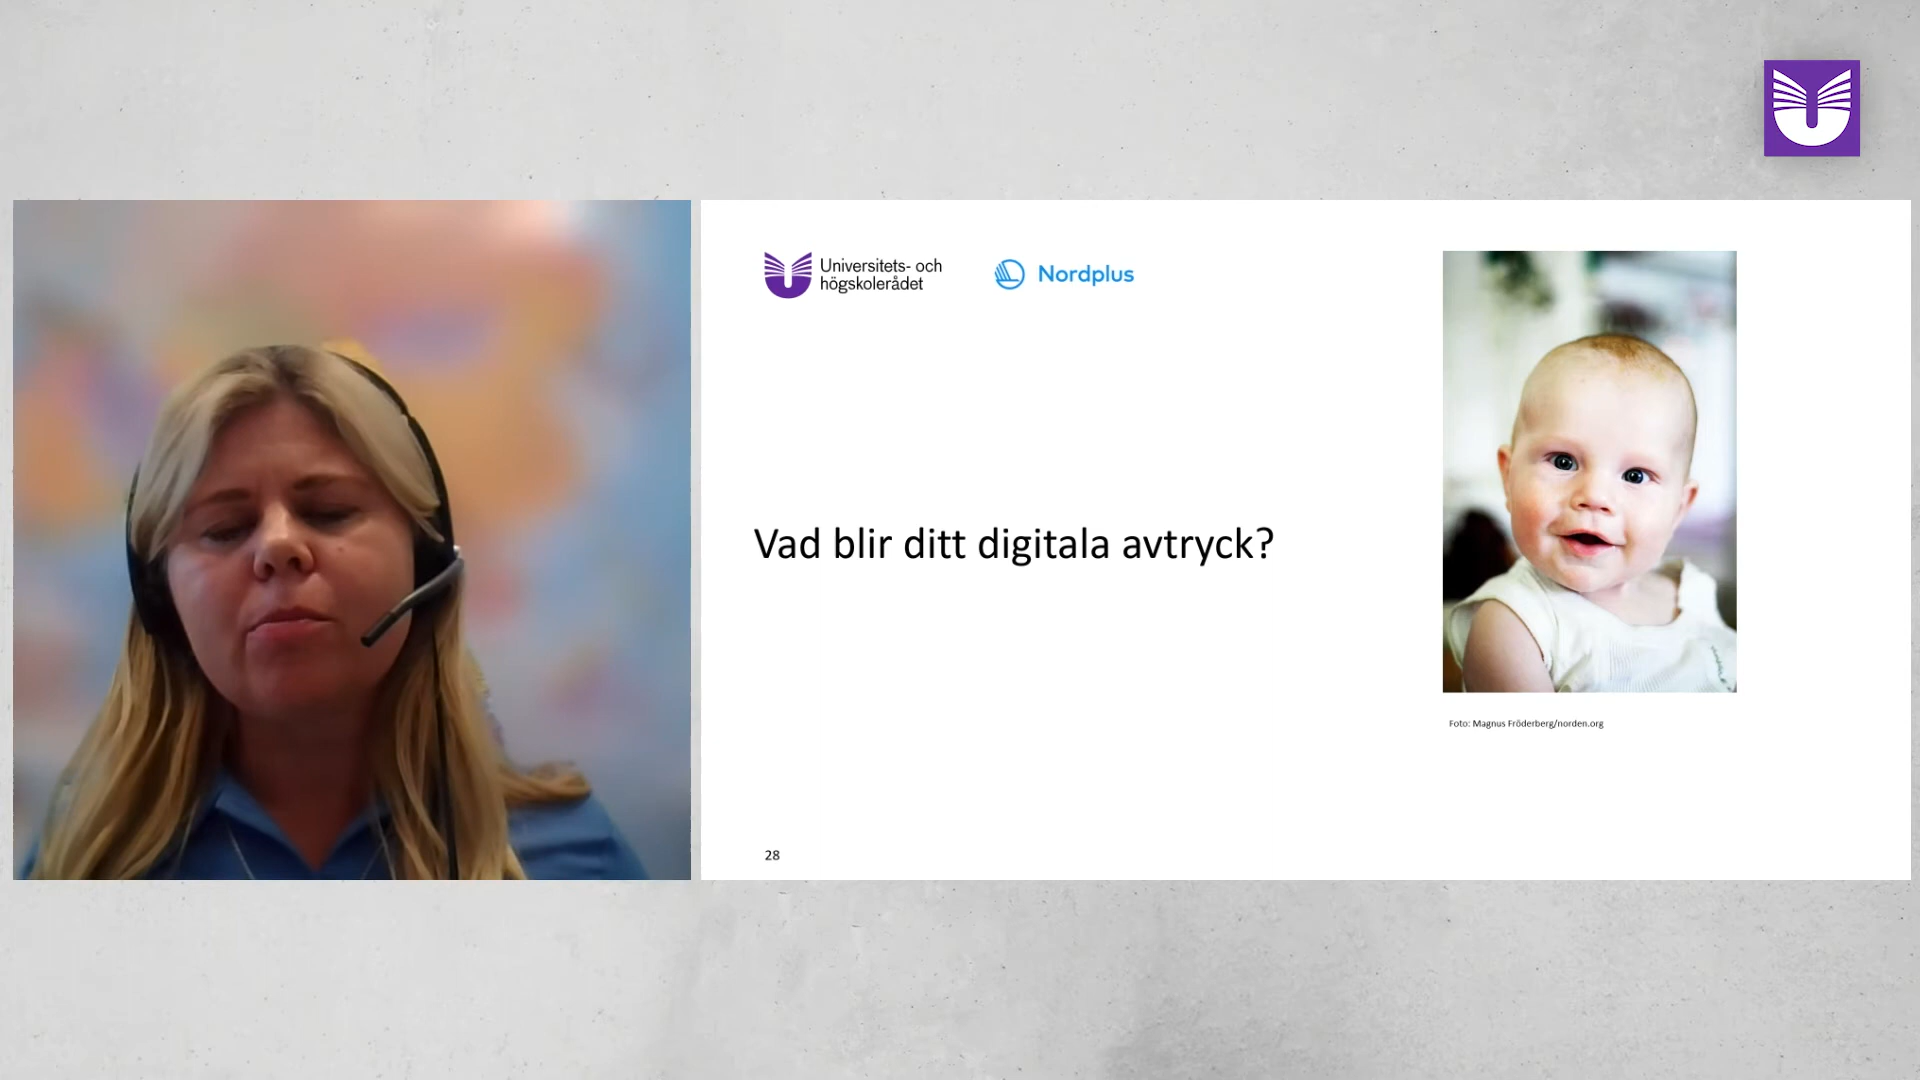 Universitets- och
högskolerådet
Nordplus
Vad blir ditt digitala avtryck?
Foto: Magnus Fröderberg/norden.org
28